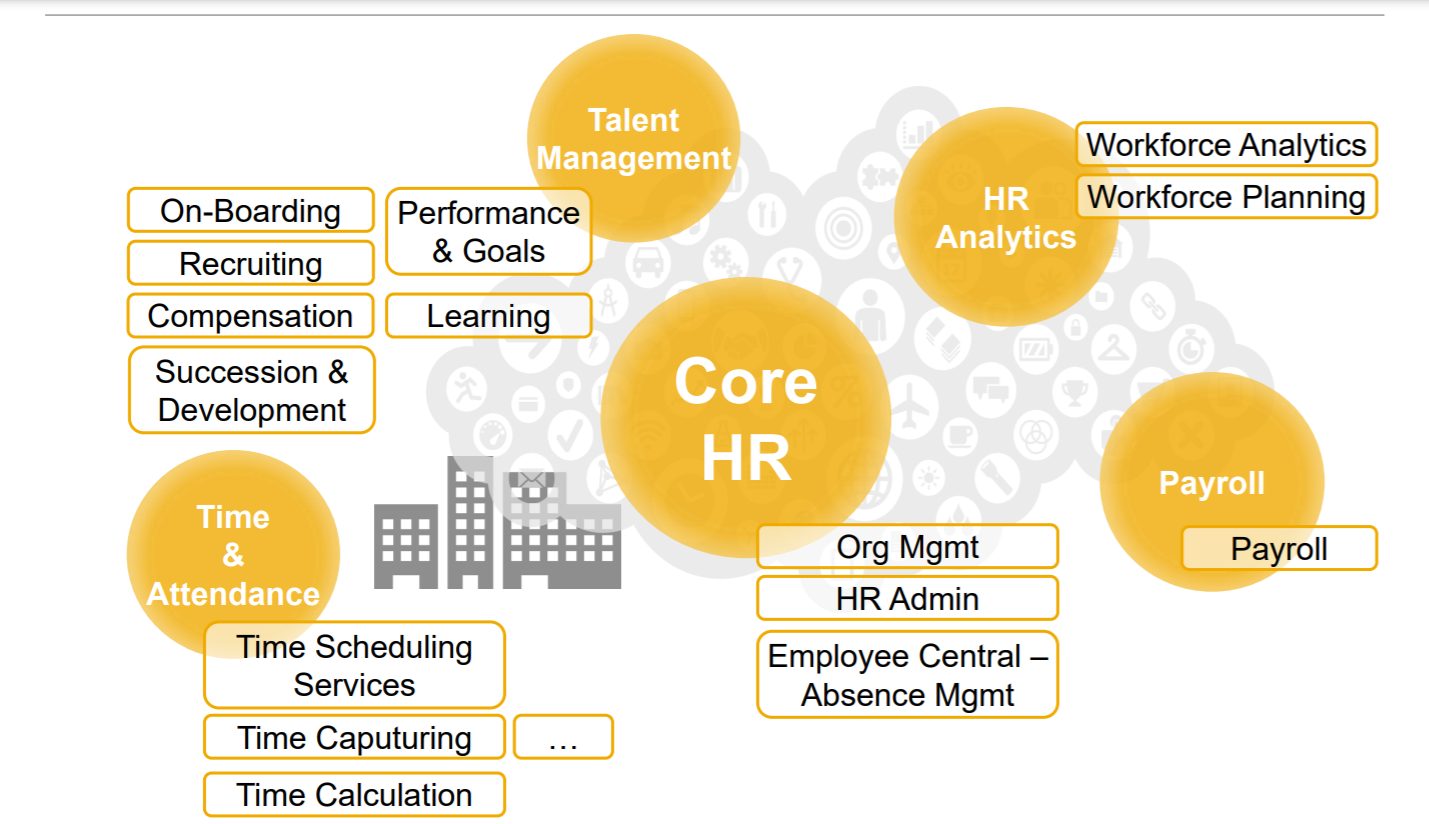 Talent
Management
On-Boarding
Recruiting
Compensation
Succession &
Development
Performance
& Goals
Learning
HR
Analytics
Workforce Analytics
Workforce Planning
Core
HR
Org Mgmt
HR Admin
Employee Central –
Absence Mgmt
Payroll
Payroll
Time
&
Attendance
Time Scheduling
Services
Time Caputuring
…
Time Calculation